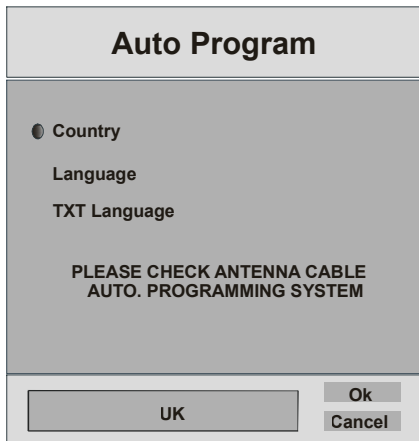 Auto Program
Country
Language
TXT Language
PLEASE CHECK ANTENNA CABLE
AUTO. PROGRAMMING SYSTEM
UK
Ok
Cancel